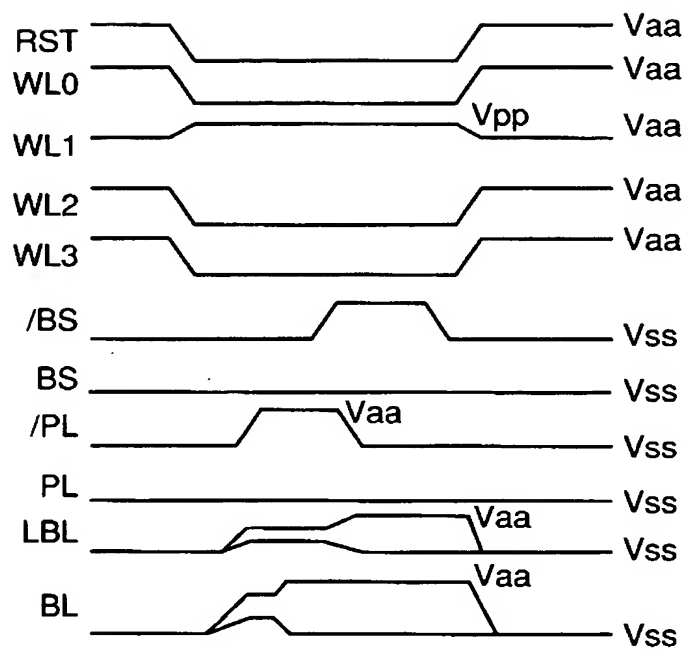 RST Vaa
WL0 Vaa
WL1 Vpp Vaa
WL2 Vaa
WL3 Vaa
/BS Vss
BS Vss
/PL Vaa Vss
PL Vss
LBL Vaa Vss
BL Vaa Vss